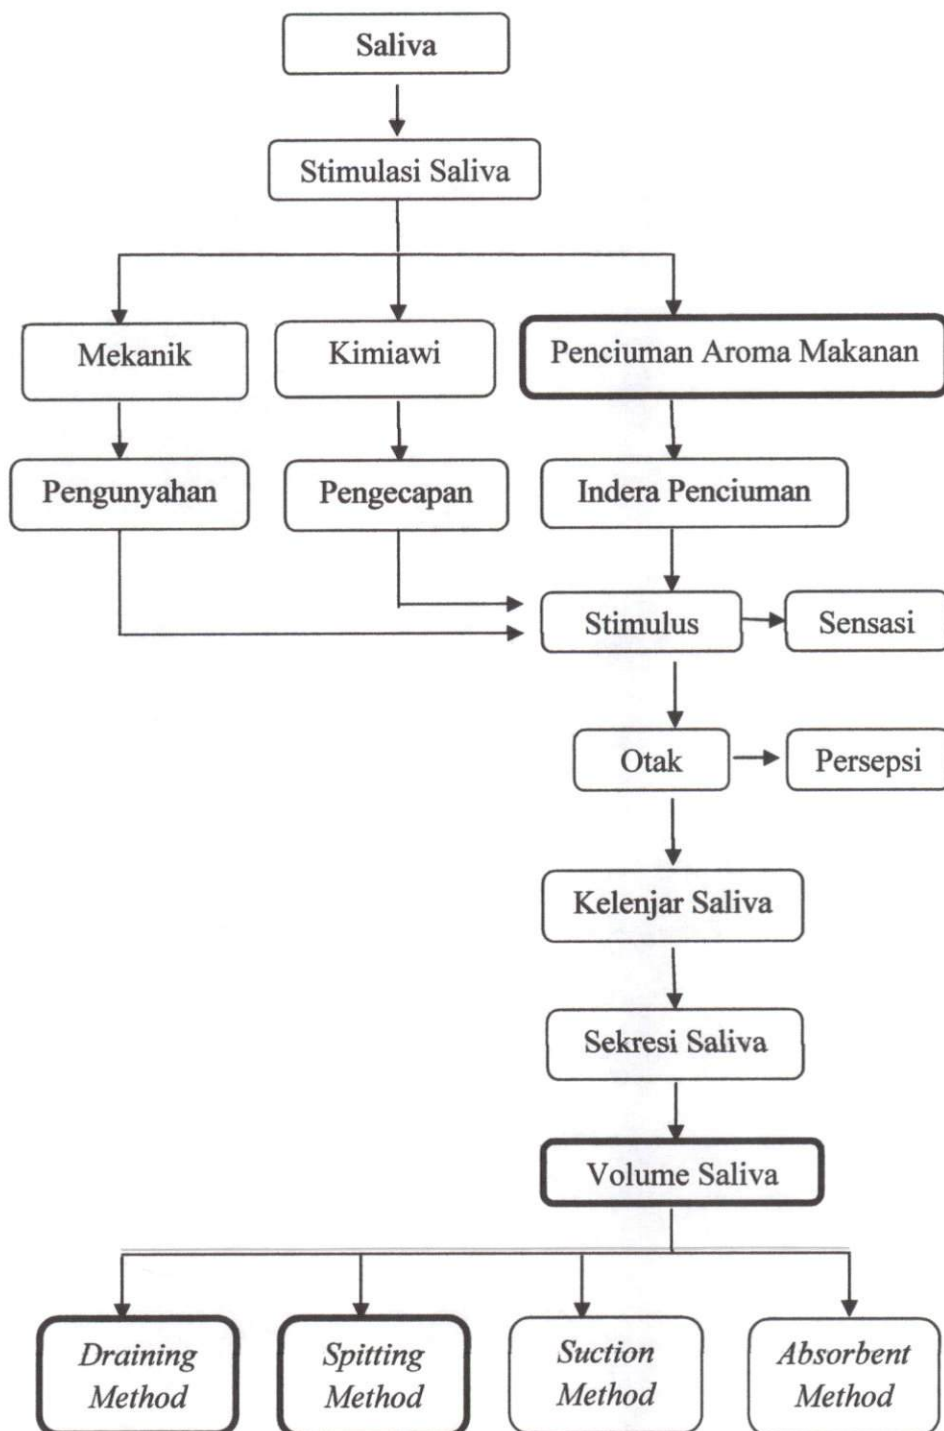 Saliva
Stimulasi Saliva
Mekanik
Kimiawi
Penciuman Aroma Makanan
Pengunyahan
Pengecapan
Indera Penciuman
Stimulus
Sensasi
Otak
Persepsi
Kelenjar Saliva
Sekresi Saliva
Volume Saliva
Draining
Method
Spitting
Method
Suction
Method
Absorbent
Method